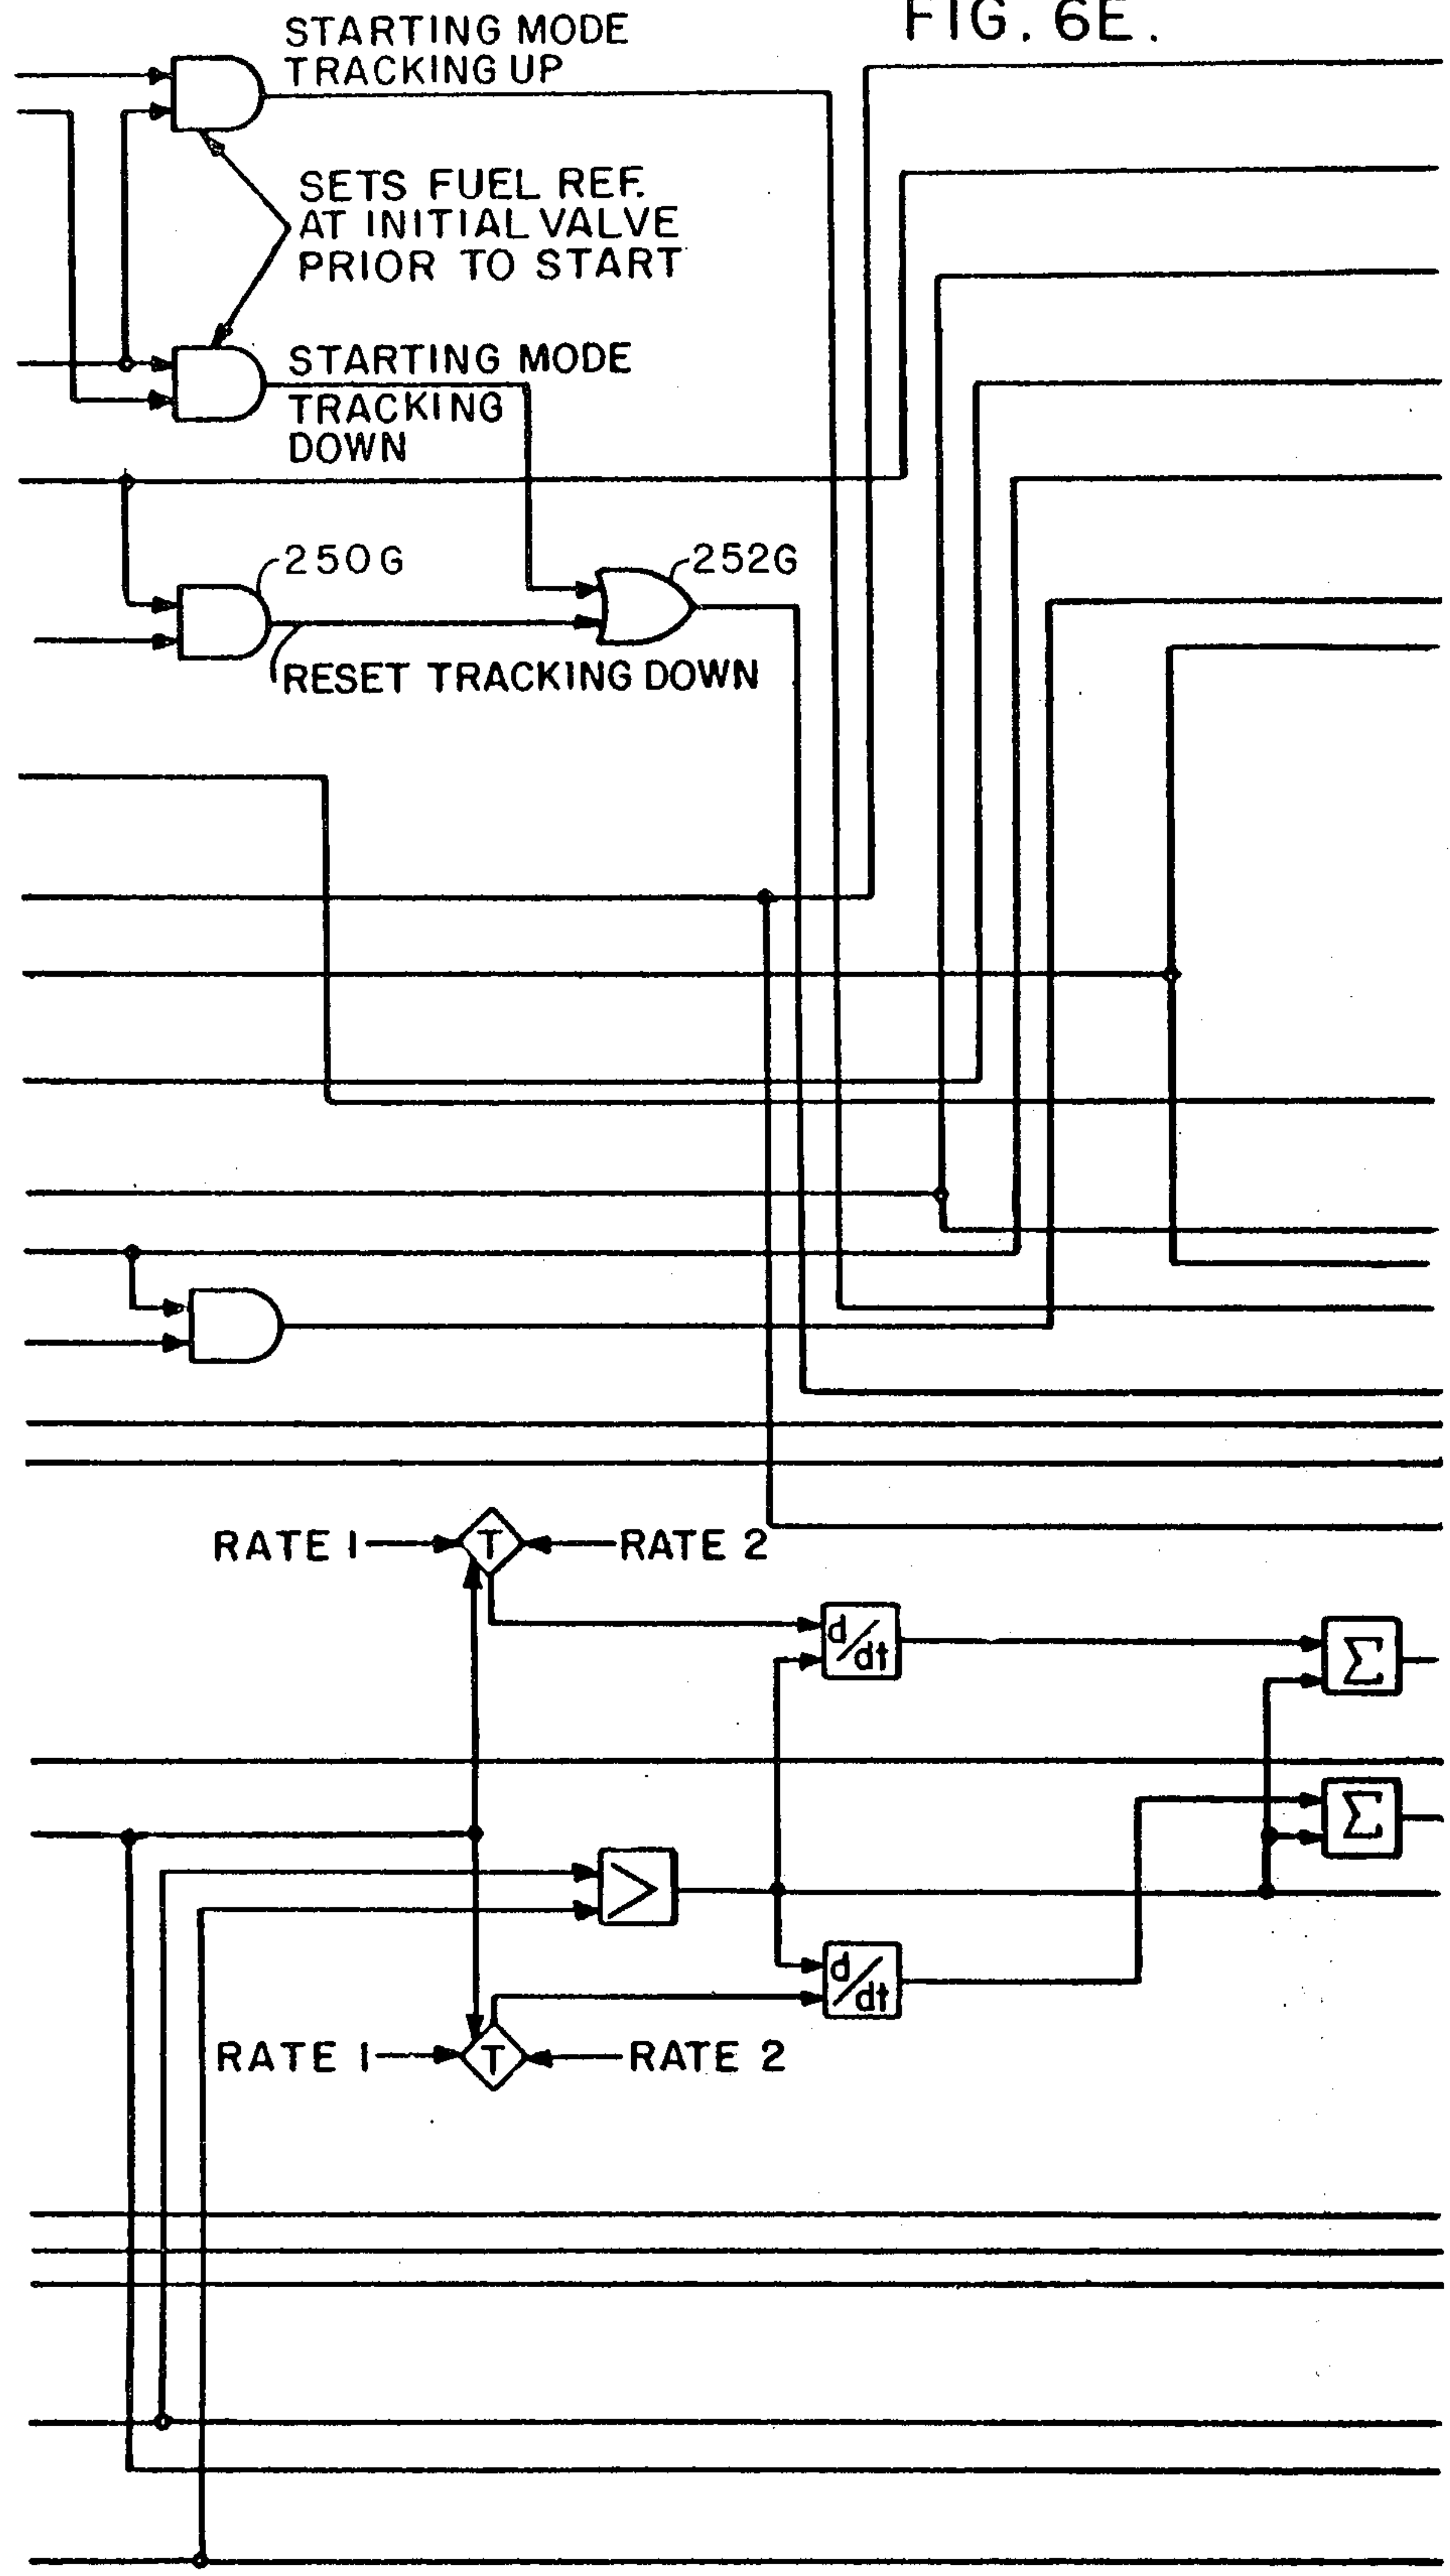 FIG. 6E.
STARTING MODE
TRACKING UP
SETS FUEL REF.
AT INITIAL VALVE
PRIOR TO START
STARTING MODE
TRACKING
DOWN
250G
252G
RESET TRACKING DOWN
RATE 1
T
RATE 2
d/dt
Σ
Σ
>
d/dt
RATE 1
T
RATE 2